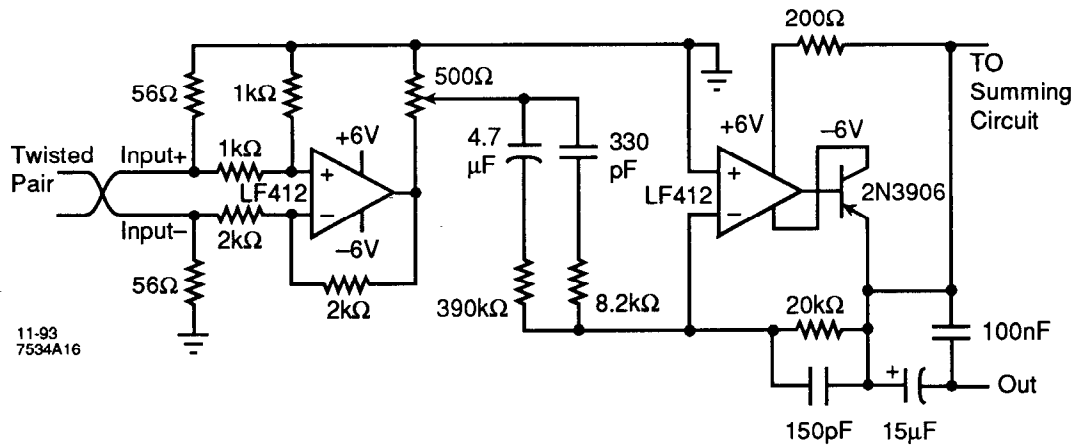 200Ω
TO
Summing
Circuit
56Ω
1kΩ
500Ω
+6V
–6V
4.7
µF
330
pF
+6V
Twisted
Pair
Input+
1kΩ
LF412
+
–
LF412
+
–
2N3906
Input–
2kΩ
–6V
56Ω
2kΩ
390kΩ
8.2kΩ
20kΩ
100nF
11-93
7534A16
+
Out
150pF
15µF